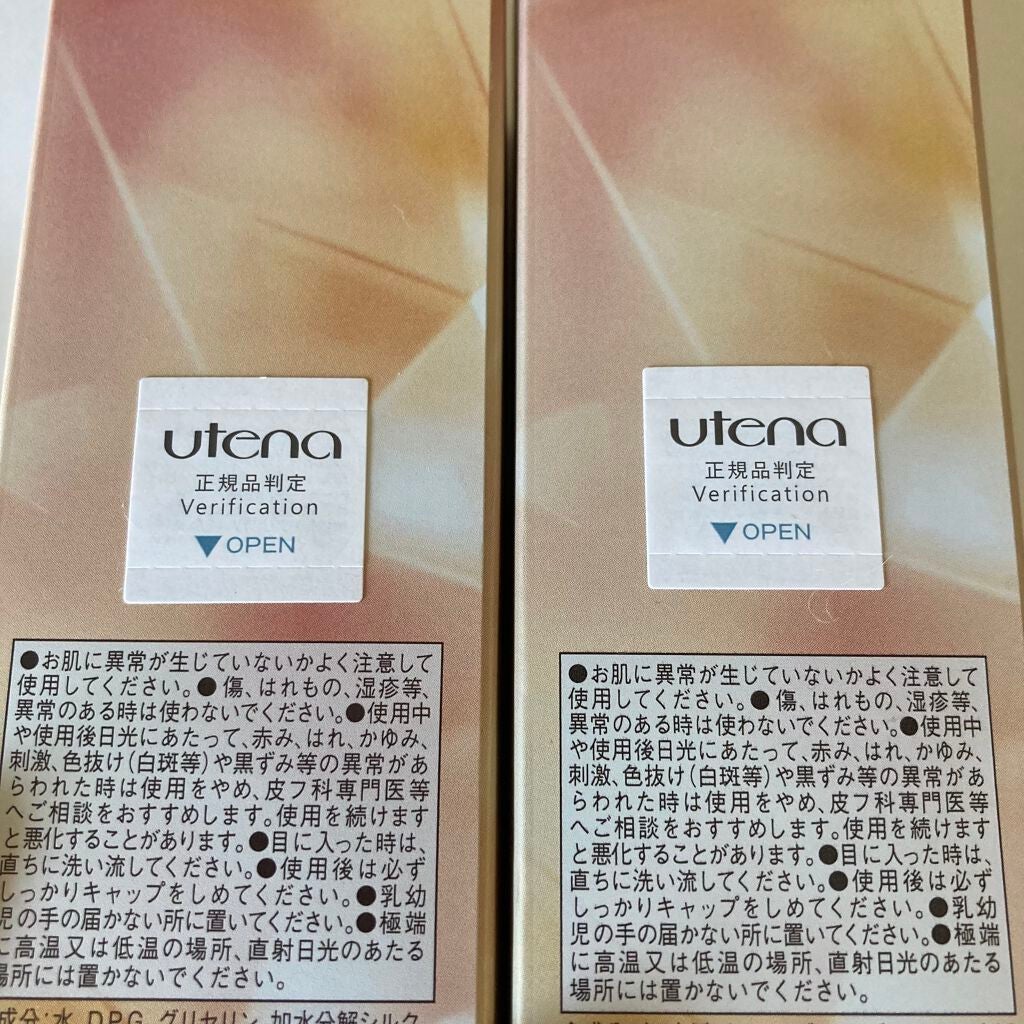 utena
正規品判定
Verification
▼OPEN
●お肌に異常が生じていないかよく注意して
使用してください。●傷、はれもの、湿疹等、
異常のある時は使わないでください。●使用中
や使用後日光にあたって、赤み、はれ、かゆみ、
刺激、色抜け(白斑等)や黒ずみ等の異常があ
らわれた時は使用をやめ、皮フ科専門医等
へご相談をおすすめします。使用を続けます
と悪化することがあります。●目に入った時は、
直ちに洗い流してください。●使用後は必ず
しっかりキャップをしめてください。●乳幼
児の手の届かない所に置いてください。●極端
に高温又は低温の場所、直射日光のあたる
場所には置かないでください。
成分:水、DPG、グリセリン、加水分解シルク
utena
正規品判定
Verification
▼OPEN
●お肌に異常が生じていないかよく注意して
使用してください。●傷、はれもの、湿疹等、
異常のある時は使わないでください。●使用中
や使用後日光にあたって、赤み、はれ、かゆみ、
刺激、色抜け(白斑等)や黒ずみ等の異常があ
らわれた時は使用をやめ、皮フ科専門医等
へご相談をおすすめします。使用を続けます
と悪化することがあります。●目に入った時は、
直ちに洗い流してください。●使用後は必ず
しっかりキャップをしめてください。●乳幼
児の手の届かない所に置いてください。●極端
に高温又は低温の場所、直射日光のあたる
場所には置かないでください。